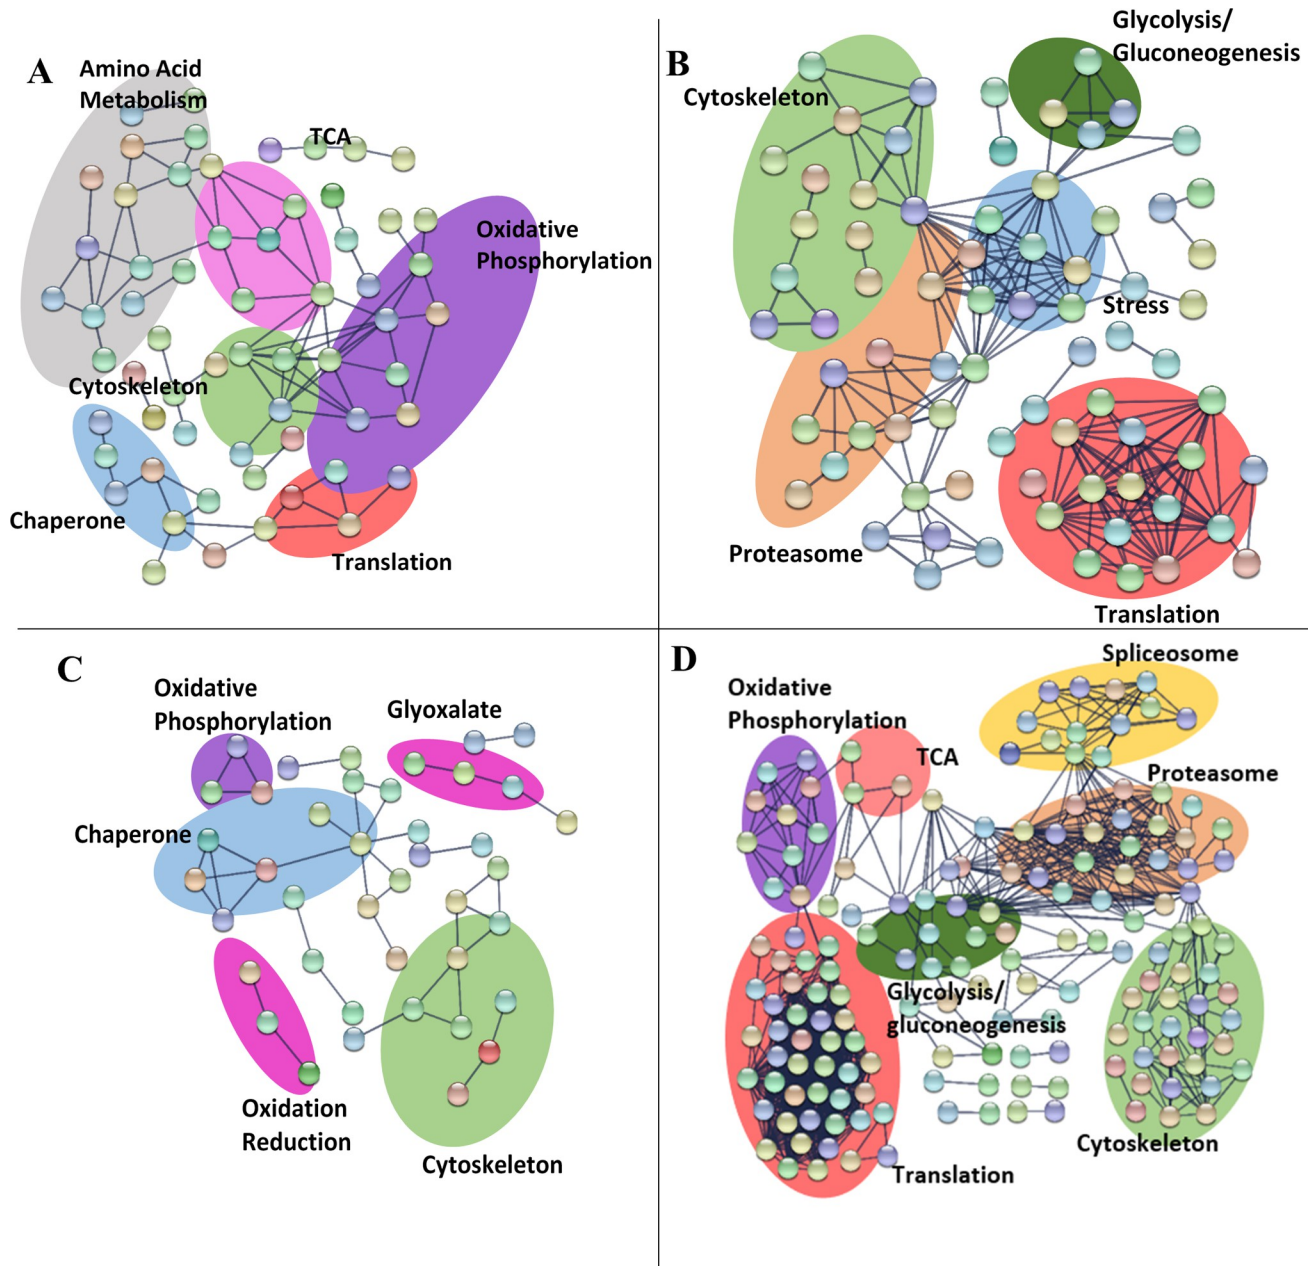 A
Amino Acid
Metabolism
TCA
Oxidative
Phosphorylation
Cytoskeleton
Chaperone
Translation
B
Glycolysis/
Gluconeogenesis
Cytoskeleton
Stress
Proteasome
Translation
C
Oxidative
Phosphorylation
Glyoxalate
Chaperone
Oxidation
Reduction
Cytoskeleton
D
Spliceosome
Oxidative
Phosphorylation
TCA
Proteasome
Glycolysis/
gluconeogenesis
Cytoskeleton
Translation